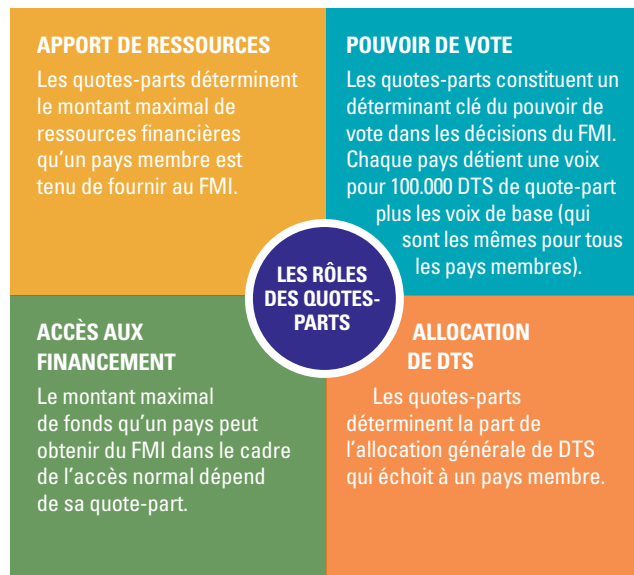 APPORT DE RESSOURCES
Les quotes-parts déterminent
le montant maximal de
ressources financières
qu'un pays membre est
tenu de fournir au FMI.
POUVOIR DE VOTE
Les quotes-parts constituent un
déterminant clé du pouvoir de
vote dans les décisions du FMI.
Chaque pays détient une voix
pour 100.000 DTS de quote-part
plus les voix de base (qui
sont les mêmes pour tous
les pays membres).
LES RÔLES
DES QUOTES-
PARTS
ACCÈS AUX
FINANCEMENT
Le montant maximal
de fonds qu'un pays peut
obtenir du FMI dans le cadre
de l'accès normal dépend
de sa quote-part.
ALLOCATION
DE DTS
Les quotes-parts
déterminent la part de
l'allocation générale de DTS
qui échoit à un pays membre.